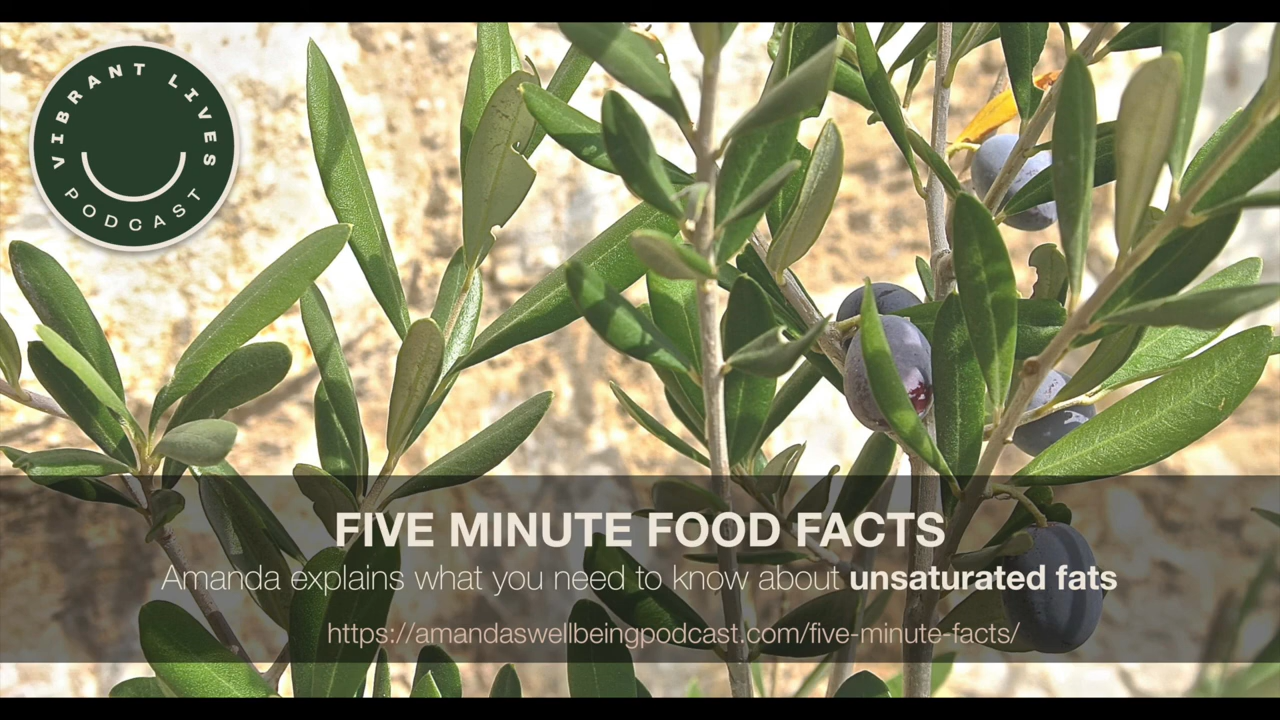 VIBRANT LIVES
PODCAST
FIVE MINUTE FOOD FACTS
Amanda explains what you need to know about unsaturated fats
https://amandaswellbeingpodcast.com/five-minute-facts/